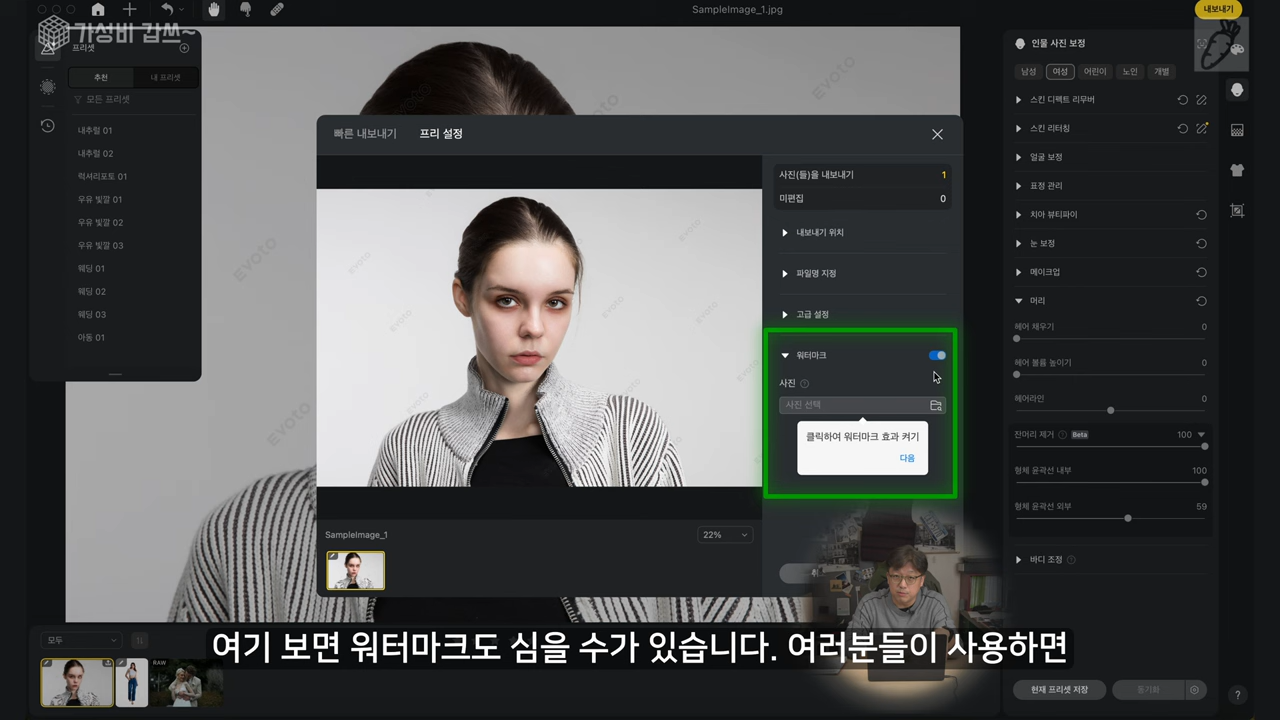 SampleImage_1.jpg
내보내기
가성비 갑쓰~
프리셋
추천
내 프리셋
모든 프리셋
내추럴 01
내추럴 02
럭셔리포토 01
우유 빛깔 01
우유 빛깔 02
우유 빛깔 03
웨딩 01
웨딩 02
웨딩 03
아동 01
evoto
evoto
evoto
빠른 내보내기
프리 설정
사진(들)을 내보내기
1
미편집
0
내보내기 위치
파일명 지정
고급 설정
워터마크
사진
사진 선택
클릭하여 워터마크 효과 켜기
다음
SampleImage_1
22%
인물 사진 보정
남성
여성
어린이
노인
개별
스킨 디펙트 리무버
스킨 리터칭
얼굴 보정
표정 관리
치아 뷰티파이
눈 보정
메이크업
머리
헤어 채우기
0
헤어 볼륨 높이기
0
헤어라인
0
잔머리 제거
Beta
100
형체 윤곽선 내부
100
형체 윤곽선 외부
59
바디 조정
현재 프리셋 저장
동기화
모두
RAW
여기 보면 워터마크도 심을 수가 있습니다. 여러분들이 사용하면